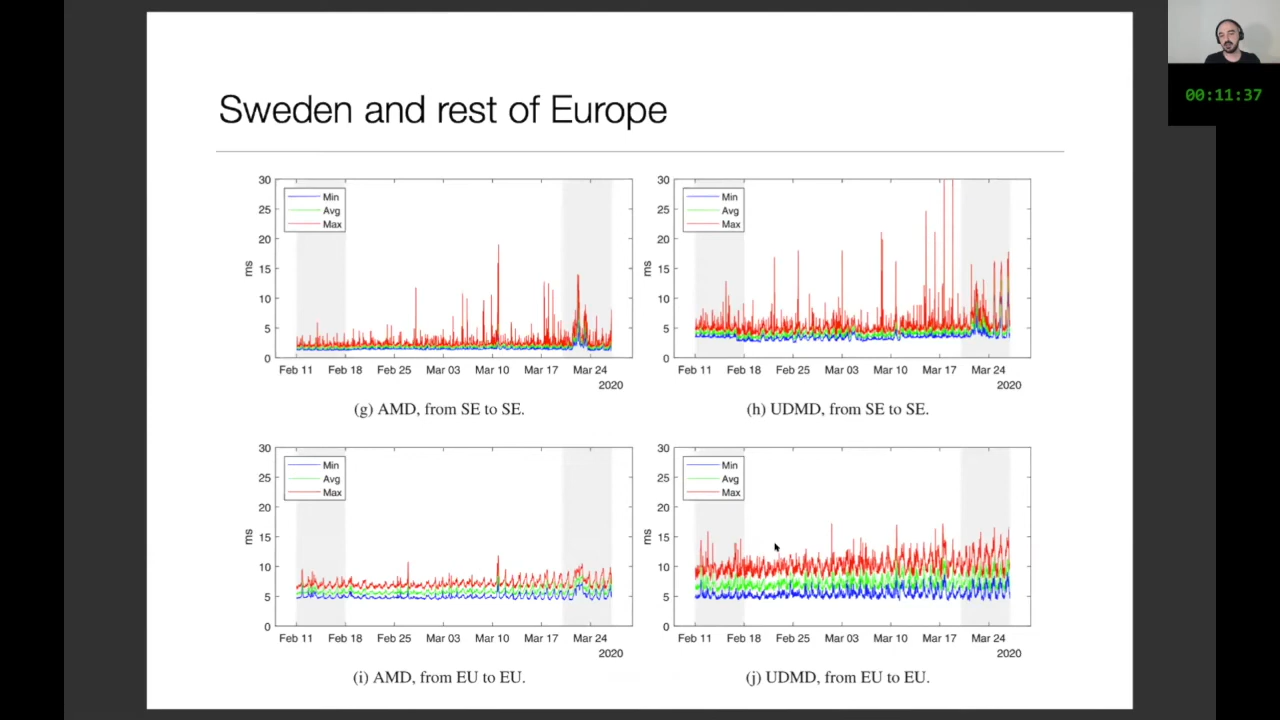 00:11:37
Sweden and rest of Europe
30
25
20
15
10
5
0
ms
Min
Avg
Max
Feb 11 Feb 18 Feb 25 Mar 03 Mar 10 Mar 17 Mar 24
2020
(g) AMD, from SE to SE.
30
25
20
15
10
5
0
ms
Min
Avg
Max
Feb 11 Feb 18 Feb 25 Mar 03 Mar 10 Mar 17 Mar 24
2020
(h) UDMD, from SE to SE.
30
25
20
15
10
5
0
ms
Min
Avg
Max
Feb 11 Feb 18 Feb 25 Mar 03 Mar 10 Mar 17 Mar 24
2020
(i) AMD, from EU to EU.
30
25
20
15
10
5
0
ms
Min
Avg
Max
Feb 11 Feb 18 Feb 25 Mar 03 Mar 10 Mar 17 Mar 24
2020
(j) UDMD, from EU to EU.